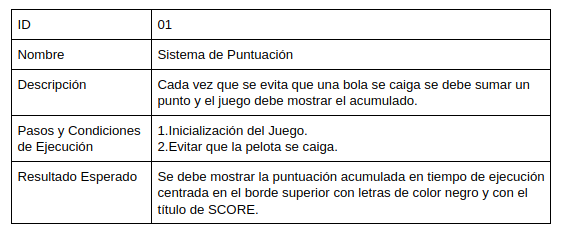 ID 01
Nombre Sistema de Puntuación
Descripción Cada vez que se evita que una bola se caiga se debe sumar un
punto y el juego debe mostrar el acumulado.
Pasos y Condiciones
de Ejecución
1.Inicialización del Juego.
2.Evitar que la pelota se caiga.
Resultado Esperado Se debe mostrar la puntuación acumulada en tiempo de ejecución
centrada en el borde superior con letras de color negro y con el
título de SCORE.